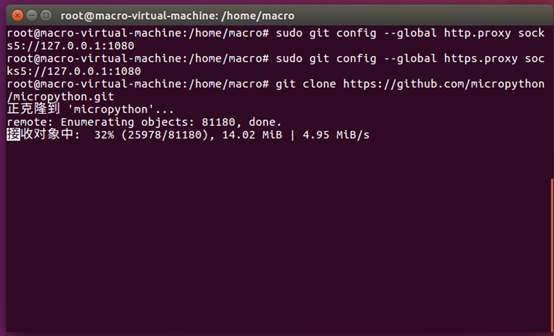 root@macro-virtual-machine: /home/macro
root@macro-virtual-machine:/home/macro# sudo git config --global http.proxy sock
s5://127.0.0.1:1080
root@macro-virtual-machine:/home/macro# sudo git config --global https.proxy soc
ks5://127.0.0.1:1080
root@macro-virtual-machine:/home/macro# git clone https://github.com/micropython
/micropython.git
正克隆到 'micropython'...
remote: Enumerating objects: 81180, done.
接收对象中:  32% (25978/81180), 14.02 MiB | 4.95 MiB/s